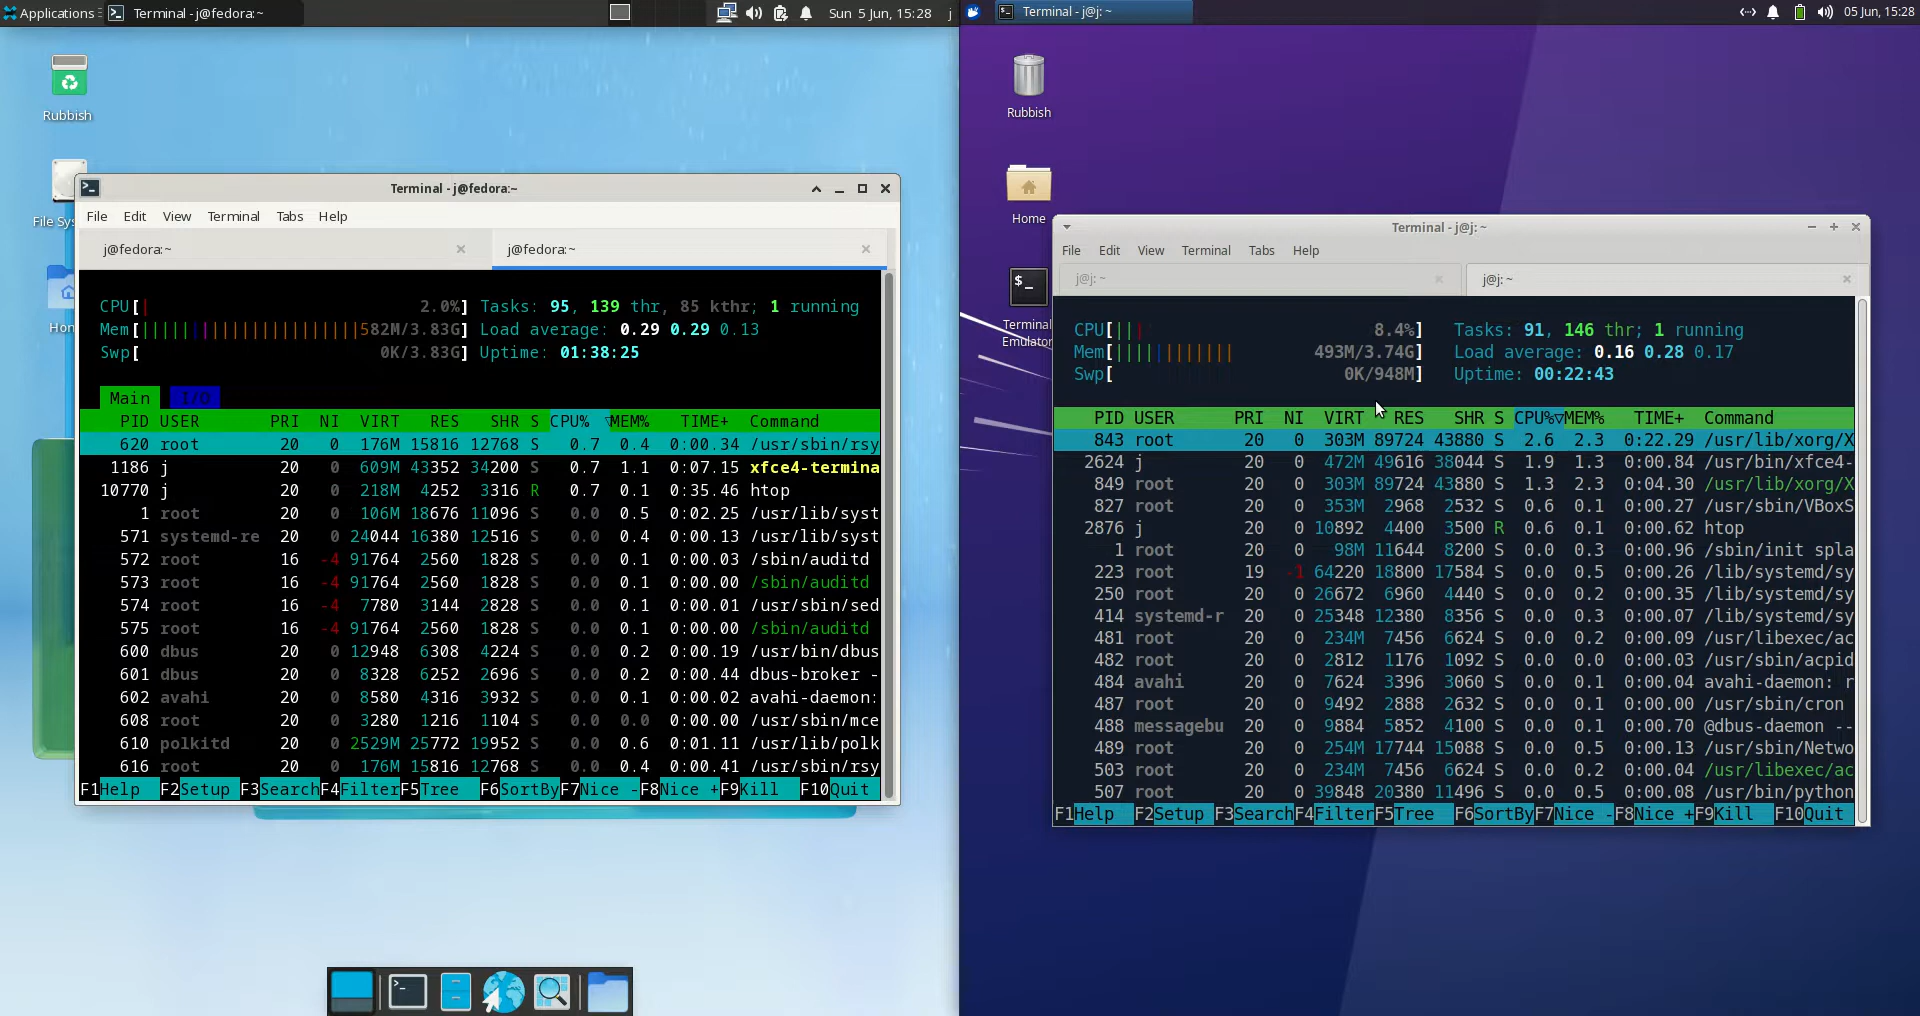 Applications
Terminal - j@fedora:~
Sun 5 Jun, 15:28
j
Rubbish
File Sys
Hom
Terminal - j@fedora:~
File Edit View Terminal Tabs Help
j@fedora:~
j@fedora:~
CPU[| 2.0%] Tasks: 95, 139 thr, 85 kthr; 1 running
Mem[||||||||||||||||||||||||582M/3.83G] Load average: 0.29 0.29 0.13
Swp[ 0K/3.83G] Uptime: 01:38:25
Main I/O
PID USER PRI NI VIRT RES SHR S CPU% ▽MEM% TIME+ Command
620 root 20 0 176M 15816 12768 S 0.7 0.4 0:00.34 /usr/sbin/rsy
1186 j 20 0 609M 43352 34200 S 0.7 1.1 0:07.15 xfce4-termina
10770 j 20 0 218M 4252 3316 R 0.7 0.1 0:35.46 htop
1 root 20 0 106M 18676 11096 S 0.0 0.5 0:02.25 /usr/lib/syst
571 systemd-re 20 0 24044 16380 12516 S 0.0 0.4 0:00.13 /usr/lib/syst
572 root 16 -4 91764 2560 1828 S 0.0 0.1 0:00.03 /sbin/auditd
573 root 16 -4 91764 2560 1828 S 0.0 0.1 0:00.00 /sbin/auditd
574 root 16 -4 7780 3144 2828 S 0.0 0.1 0:00.01 /usr/sbin/sed
575 root 16 -4 91764 2560 1828 S 0.0 0.1 0:00.00 /sbin/auditd
600 dbus 20 0 12948 6308 4224 S 0.0 0.2 0:00.19 /usr/bin/dbus
601 dbus 20 0 8328 6252 2696 S 0.0 0.2 0:00.44 dbus-broker -
602 avahi 20 0 8580 4316 3932 S 0.0 0.1 0:00.02 avahi-daemon:
608 root 20 0 3280 1216 1104 S 0.0 0.0 0:00.00 /usr/sbin/mce
610 polkitd 20 0 2529M 25772 19952 S 0.0 0.6 0:01.11 /usr/lib/polk
616 root 20 0 176M 15816 12768 S 0.0 0.4 0:00.41 /usr/sbin/rsy
F1Help F2Setup F3SearchF4FilterF5Tree F6SortByF7Nice -F8Nice +F9Kill F10Quit
Terminal - j@j: ~
05 Jun, 15:28
Rubbish
Home
Terminal
Emulator
Terminal - j@j: ~
File Edit View Terminal Tabs Help
j@j: ~
j@j: ~
CPU[||| 8.4%] Tasks: 91, 146 thr; 1 running
Mem[|||||||||||| 493M/3.74G] Load average: 0.16 0.28 0.17
Swp[ 0K/948M] Uptime: 00:22:43
PID USER PRI NI VIRT RES SHR S CPU%▽MEM% TIME+ Command
843 root 20 0 303M 89724 43880 S 2.6 2.3 0:22.29 /usr/lib/xorg/X
2624 j 20 0 472M 49616 38044 S 1.9 1.3 0:00.84 /usr/bin/xfce4-
849 root 20 0 303M 89724 43880 S 1.3 2.3 0:04.30 /usr/lib/xorg/X
827 root 20 0 353M 2968 2532 S 0.6 0.1 0:00.27 /usr/sbin/VBoxS
2876 j 20 0 10892 4400 3500 R 0.6 0.1 0:00.62 htop
1 root 20 0 98M 11644 8200 S 0.0 0.3 0:00.96 /sbin/init spla
223 root 19 -1 64220 18800 17584 S 0.0 0.5 0:00.26 /lib/systemd/sy
250 root 20 0 26672 6960 4440 S 0.0 0.2 0:00.35 /lib/systemd/sy
414 systemd-r 20 0 25348 12380 8356 S 0.0 0.3 0:00.07 /lib/systemd/sy
481 root 20 0 234M 7456 6624 S 0.0 0.2 0:00.09 /usr/libexec/ac
482 root 20 0 2812 1176 1092 S 0.0 0.0 0:00.03 /usr/sbin/acpid
484 avahi 20 0 7624 3396 3060 S 0.0 0.1 0:00.04 avahi-daemon: r
487 root 20 0 9492 2888 2632 S 0.0 0.1 0:00.00 /usr/sbin/cron
488 messagebu 20 0 9884 5852 4100 S 0.0 0.1 0:00.70 @dbus-daemon --
489 root 20 0 254M 17744 15088 S 0.0 0.5 0:00.13 /usr/sbin/Netwo
503 root 20 0 234M 7456 6624 S 0.0 0.2 0:00.04 /usr/libexec/ac
507 root 20 0 39848 20380 11496 S 0.0 0.5 0:00.08 /usr/bin/python
F1Help F2Setup F3SearchF4FilterF5Tree F6SortByF7Nice -F8Nice +F9Kill F10Quit